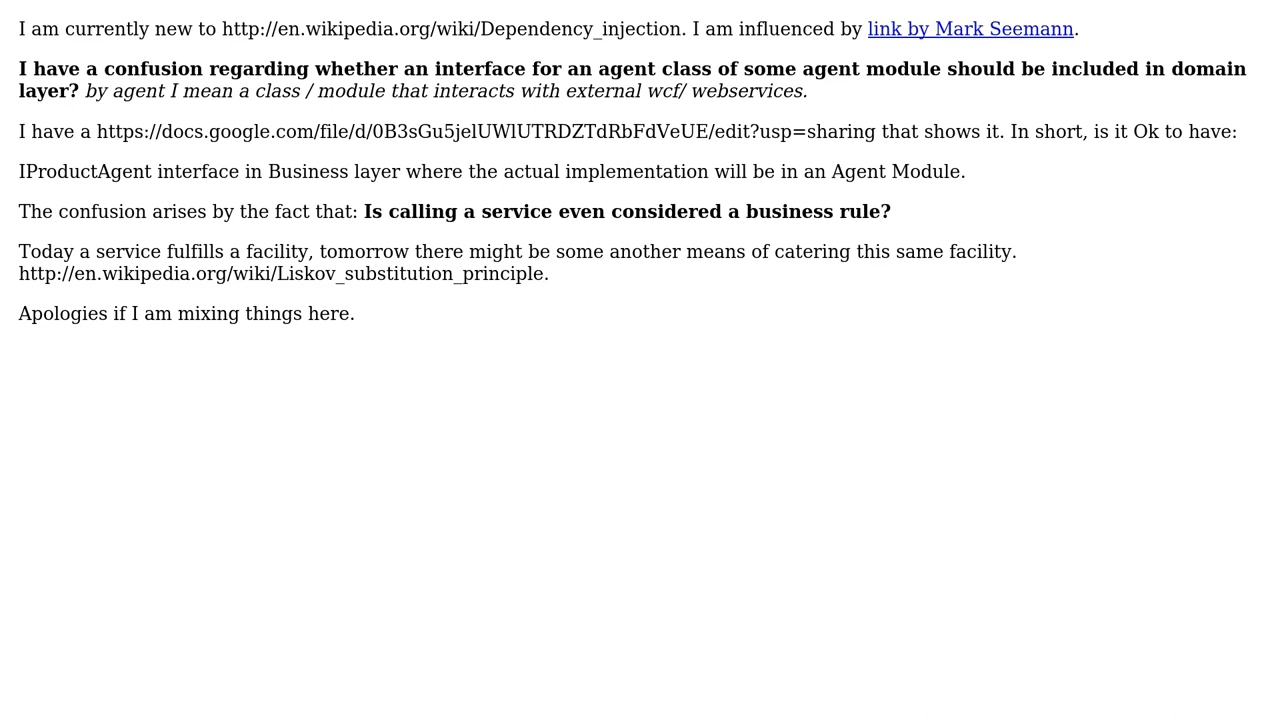 I am currently new to http://en.wikipedia.org/wiki/Dependency_injection. I am influenced by link by Mark Seemann.
I have a confusion regarding whether an interface for an agent class of some agent module should be included in domain
layer? by agent I mean a class / module that interacts with external wcf/ webservices.
I have a https://docs.google.com/file/d/0B3sGu5jelUWlUTRDZTdRbFdVeUE/edit?usp=sharing that shows it. In short, is it Ok to have:
IProductAgent interface in Business layer where the actual implementation will be in an Agent Module.
The confusion arises by the fact that: Is calling a service even considered a business rule?
Today a service fulfills a facility, tomorrow there might be some another means of catering this same facility.
http://en.wikipedia.org/wiki/Liskov_substitution_principle.
Apologies if I am mixing things here.